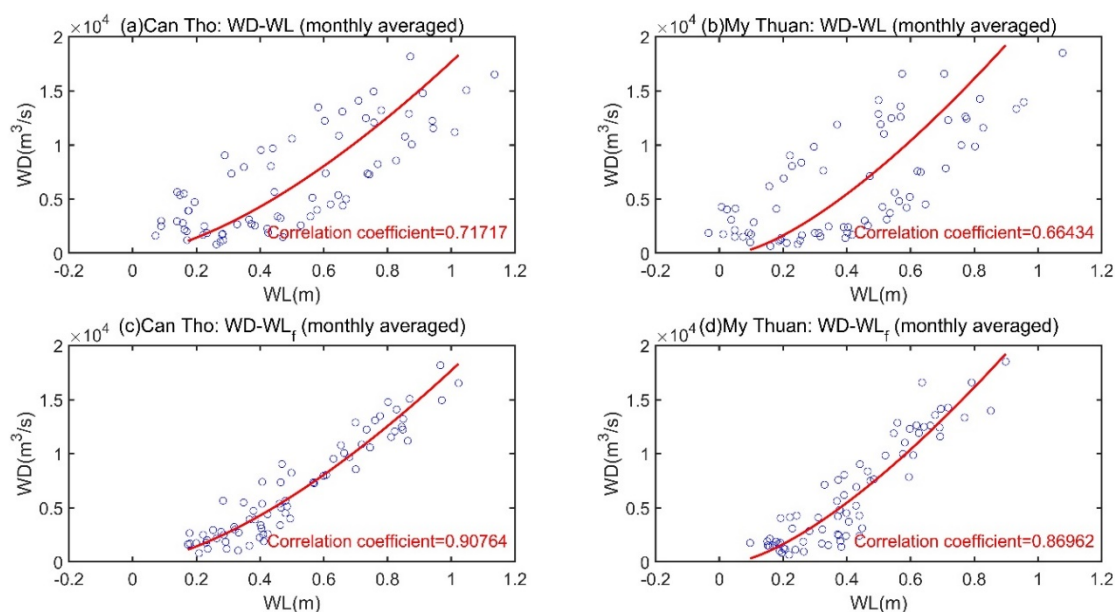 (a)Can Tho: WD-WL (monthly averaged)
×10⁴
2
1.5
1
0.5
0
WD(m³/s)
-0.2 0 0.2 0.4 0.6 0.8 1 1.2
WL(m)
Correlation coefficient=0.71717
(b)My Thuan: WD-WL (monthly averaged)
×10⁴
2
1.5
1
0.5
0
WD(m³/s)
-0.2 0 0.2 0.4 0.6 0.8 1 1.2
WL(m)
Correlation coefficient=0.66434
(c)Can Tho: WD-WL_f (monthly averaged)
×10⁴
2
1.5
1
0.5
0
WD(m³/s)
-0.2 0 0.2 0.4 0.6 0.8 1 1.2
WL(m)
Correlation coefficient=0.90764
(d)My Thuan: WD-WL_f (monthly averaged)
×10⁴
2
1.5
1
0.5
0
WD(m³/s)
-0.2 0 0.2 0.4 0.6 0.8 1 1.2
WL(m)
Correlation coefficient=0.86962